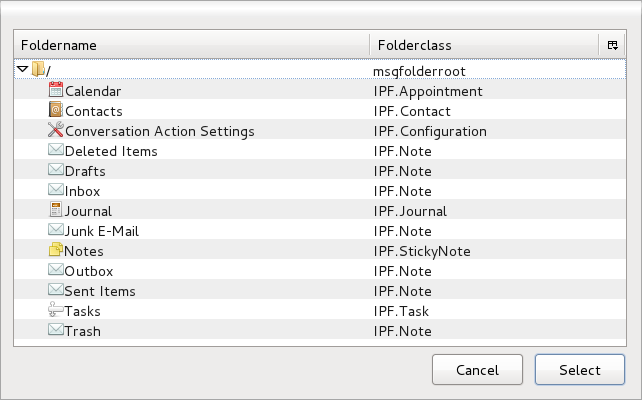 Foldername Folderclass
/ msgfolderroot
Calendar IPF.Appointment
Contacts IPF.Contact
Conversation Action Settings IPF.Configuration
Deleted Items IPF.Note
Drafts IPF.Note
Inbox IPF.Note
Journal IPF.Journal
Junk E-Mail IPF.Note
Notes IPF.StickyNote
Outbox IPF.Note
Sent Items IPF.Note
Tasks IPF.Task
Trash IPF.Note
Cancel Select